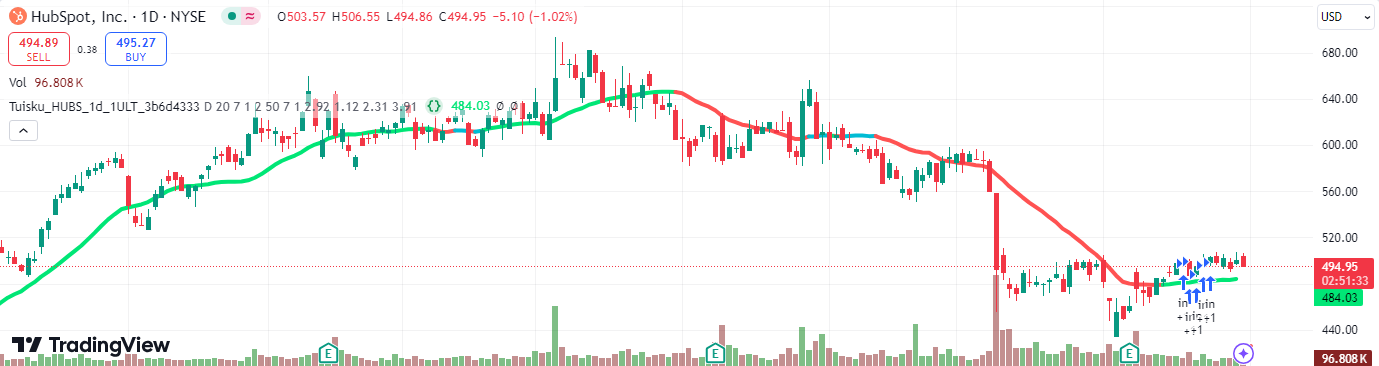 HubSpot, Inc. · 1D · NYSE O503.57 H506.55 L494.86 C494.95 −5.10 (−1.02%)
USD
494.89 SELL 0.38 495.27 BUY
Vol 96.808 K
Tuisku_HUBS_1d_1ULT_3b6d4333 D 20 7 1 2 50 7 1 2.92 1.12 2.31 3.91 {} 484.03 Ø Ø
680.00
640.00
600.00
560.00
520.00
494.95
02:51:33
484.03
440.00
96.808 K
in
in
+1
+1
E
E
E
TradingView